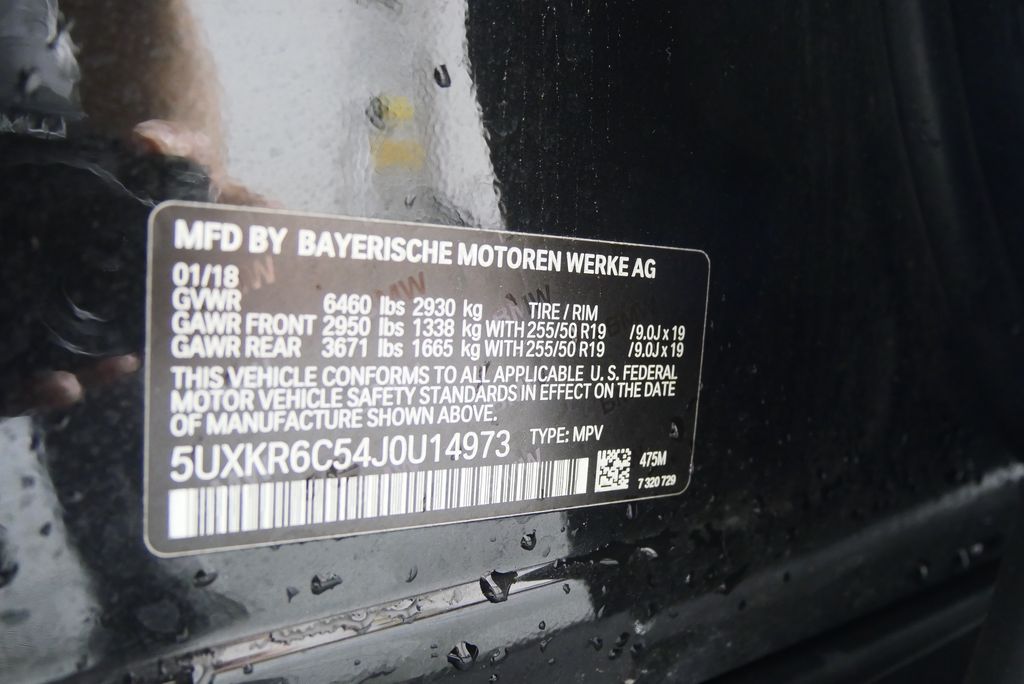 MFD BY BAYERISCHE MOTOREN WERKE AG
01/18
GVWR 6460 lbs 2930 kg TIRE / RIM
GAWR FRONT 2950 lbs 1338 kg WITH 255/50 R19 /9.0J x 19
GAWR REAR 3671 lbs 1665 kg WITH 255/50 R19 /9.0J x 19
THIS VEHICLE CONFORMS TO ALL APPLICABLE U. S. FEDERAL
MOTOR VEHICLE SAFETY STANDARDS IN EFFECT ON THE DATE
OF MANUFACTURE SHOWN ABOVE.
5UXKR6C54J0U14973 TYPE: MPV
475M
7 320 729